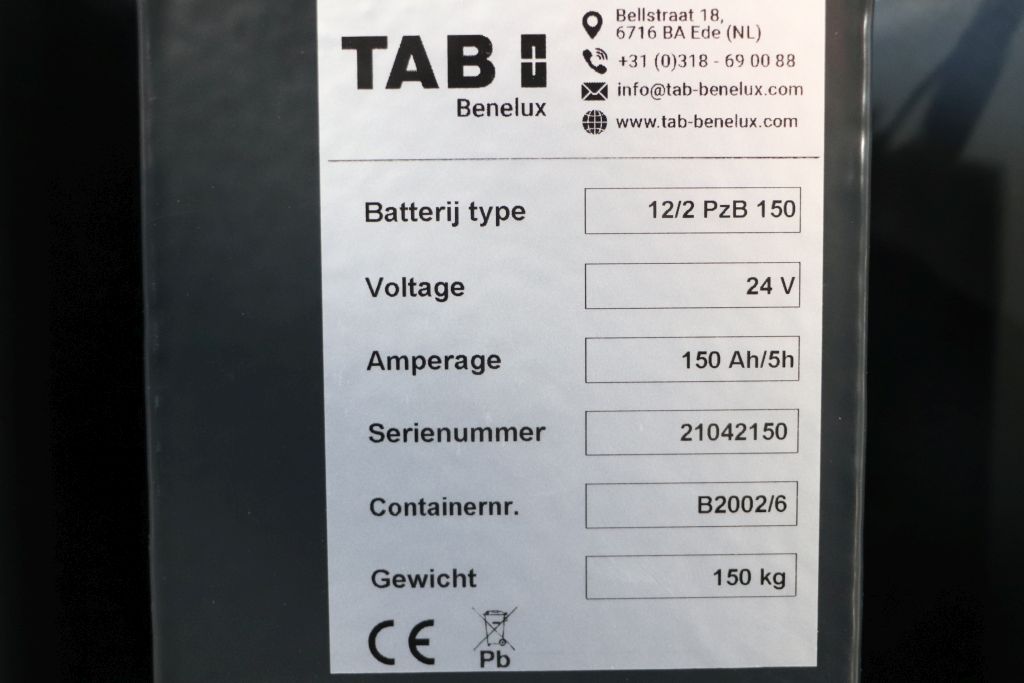 TAB
Benelux
Bellstraat 18,
6716 BA Ede (NL)
+31 (0)318 - 69 00 88
info@tab-benelux.com
www.tab-benelux.com
Batterij type 12/2 PzB 150
Voltage 24 V
Amperage 150 Ah/5h
Serienummer 21042150
Containernr. B2002/6
Gewicht 150 kg
CE
Pb